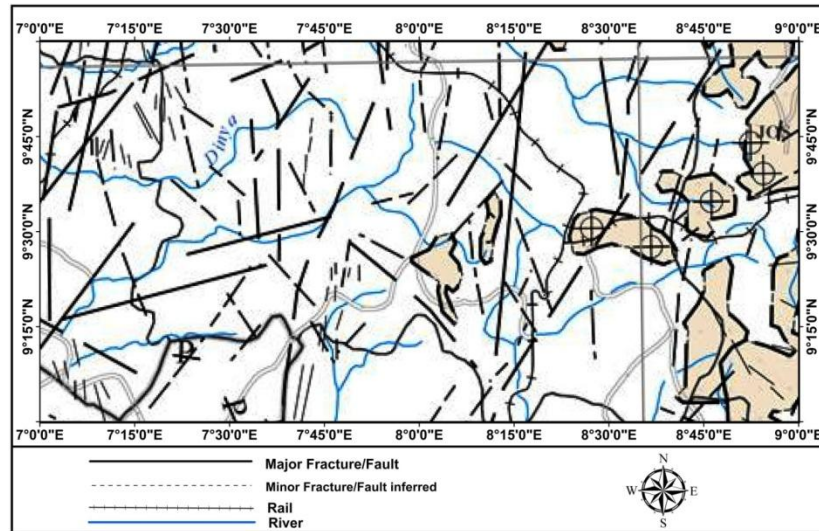 7°0'0"E 7°15'0"E 7°30'0"E 7°45'0"E 8°0'0"E 8°15'0"E 8°30'0"E 8°45'0"E 9°0'0"E
9°45'0"N 9°45'0"N
JOS
Dinya
9°30'0"N 9°30'0"N
9°15'0"N 9°15'0"N
7°0'0"E 7°15'0"E 7°30'0"E 7°45'0"E 8°0'0"E 8°15'0"E 8°30'0"E 8°45'0"E 9°0'0"E
Major Fracture/Fault
Minor Fracture/Fault inferred
Rail
River
N
W E
S